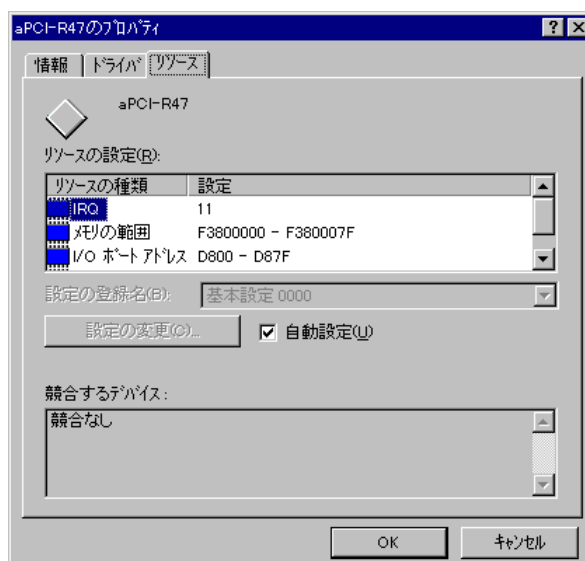 aPCI-R47のプロパティ
情報 ドライバ リソース
aPCI-R47
リソースの設定(R):
リソースの種類 設定
IRQ 11
メモリの範囲 F3800000 - F380007F
I/O ポート アドレス D800 - D87F
設定の登録名(B): 基本設定 0000
設定の変更(C)... 自動設定(U)
競合するデバイス:
競合なし
OK キャンセル